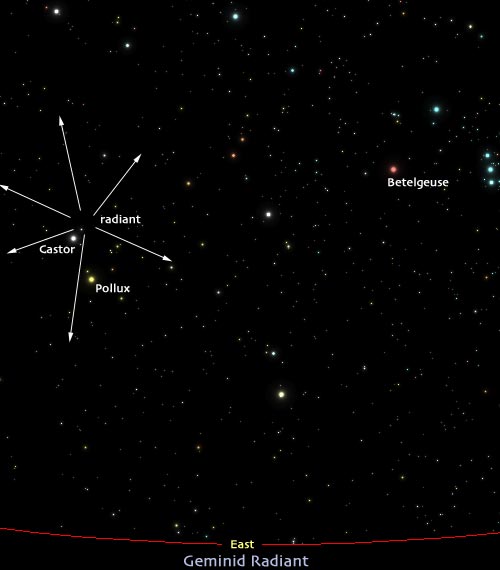 Betelgeuse
radiant
Castor
Pollux
East
Geminid Radiant